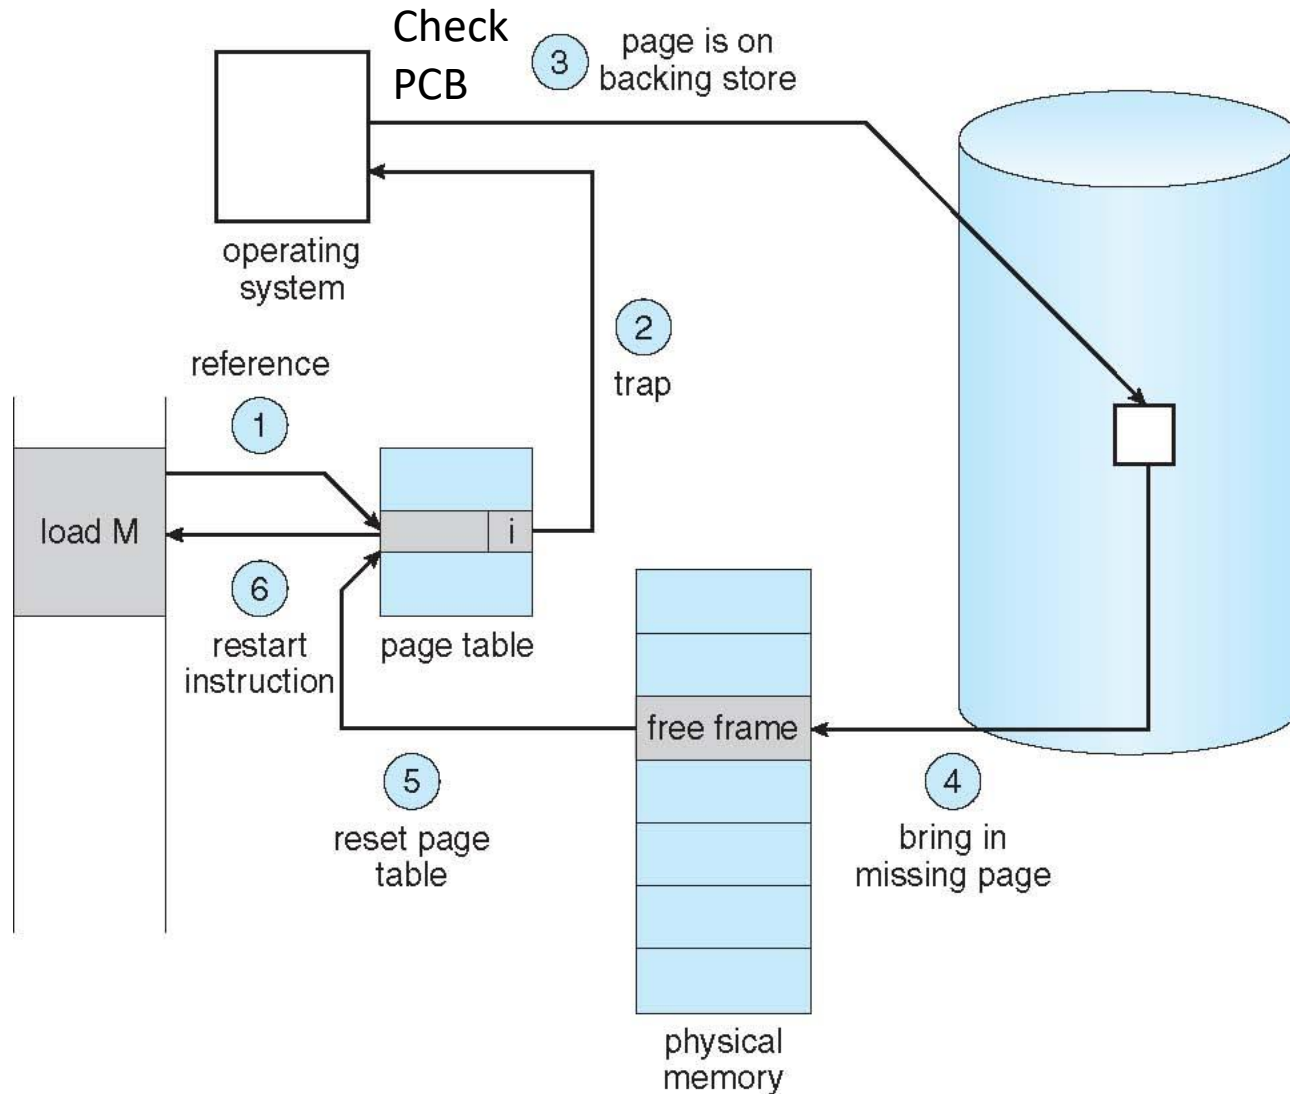 Check
PCB
3
page is on
backing store
operating
system
2
trap
reference
1
load M
i
6
restart
instruction
page table
free frame
5
reset page
table
4
bring in
missing page
physical
memory